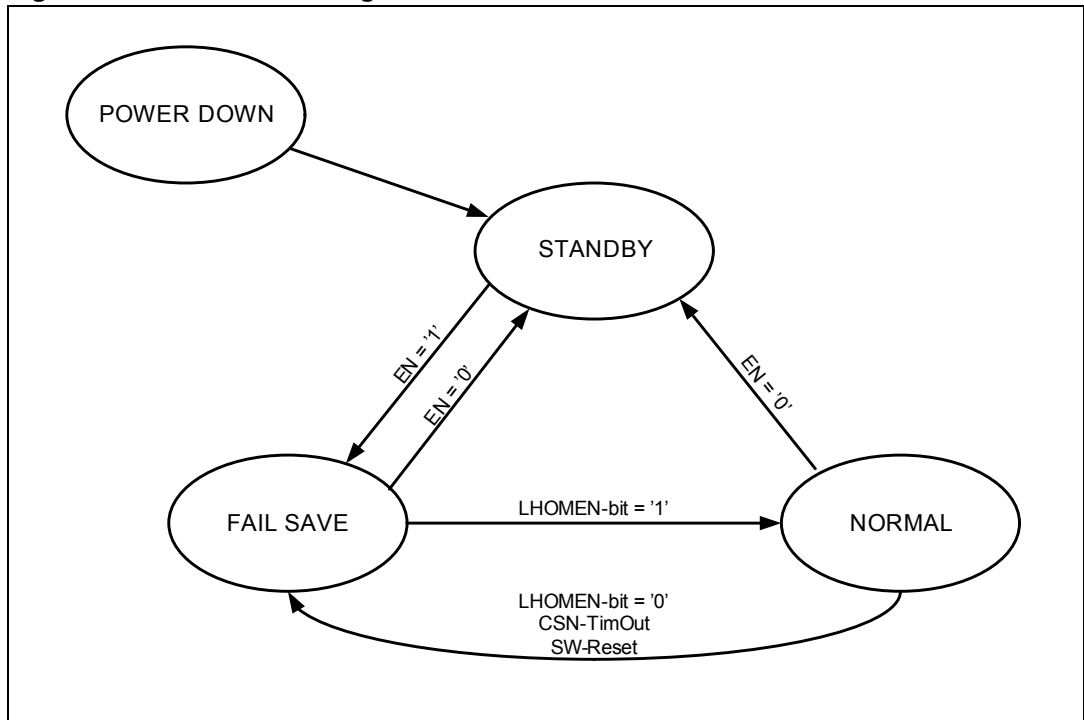 POWER DOWN
STANDBY
EN = '1'
EN = '0'
EN = '0'
FAIL SAVE
LHOMEN-bit = '1'
NORMAL
LHOMEN-bit = '0'
CSN-TimOut
SW-Reset